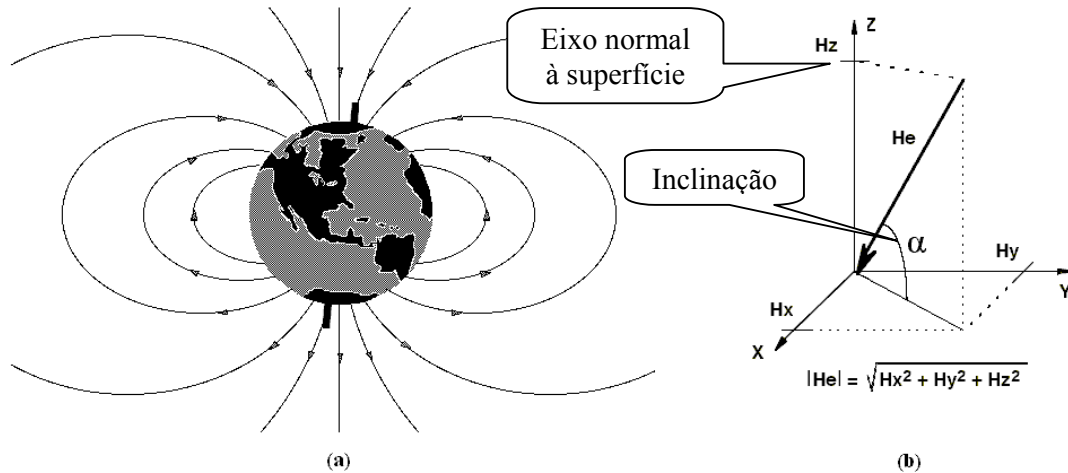 Eixo normal
à superfície
Z
Hz
He
Inclinação
α
Hy
Y
Hx
X
|He| = √Hx² + Hy² + Hz²
(a)
(b)